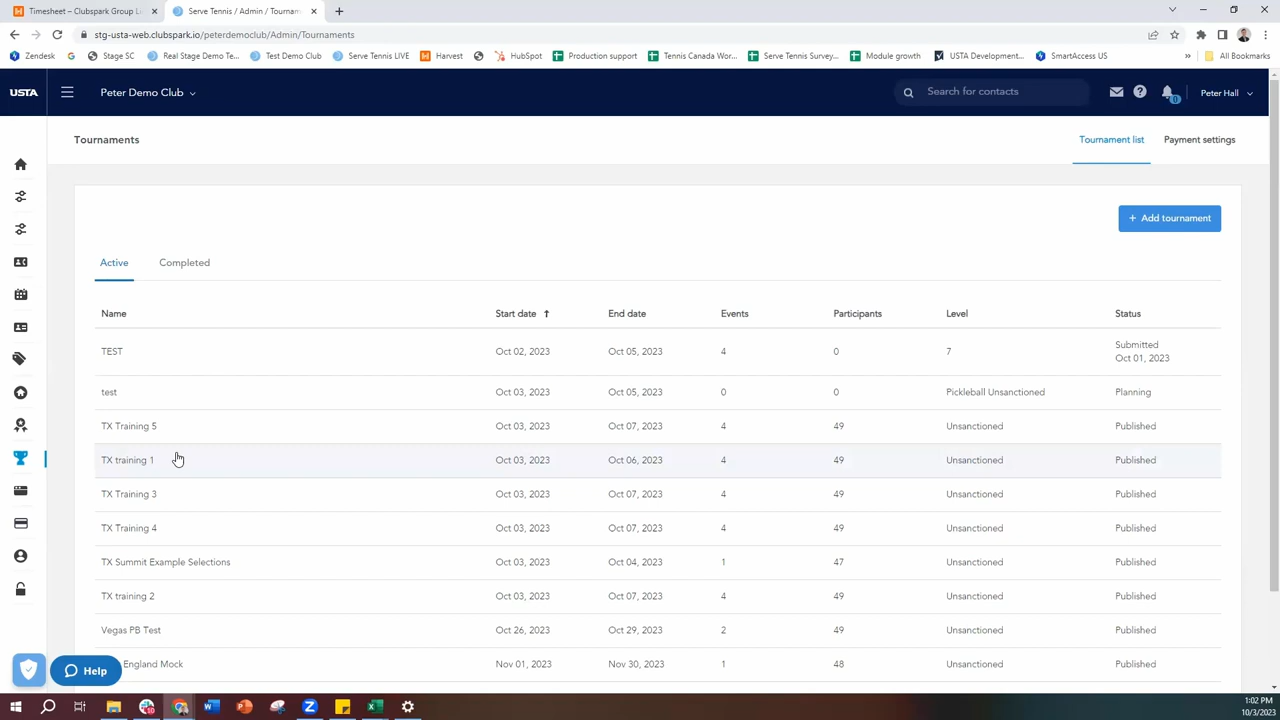 Timesheet — Clubspark Group Li
Serve Tennis / Admin / Tournam
stg-usta-web.clubspark.com/peterdemoclub/Admin/Tournaments
Zendesk
Stage SC
Real Stage Demo Te...
Test Demo Club
Serve Tennis LIVE
Harvest
HubSpot
Production support
Tennis Canada Wor...
Serve Tennis Survey...
Module growth
USTA Development...
SmartAccess US
»
All Bookmarks
USTA
Peter Demo Club
Search for contacts
0
Peter Hall
Tournaments
Tournament list
Payment settings
+ Add tournament
Active
Completed
Name Start date ↑ End date Events Participants Level Status
TEST Oct 02, 2023 Oct 05, 2023 4 0 7 Submitted
Oct 01, 2023
test Oct 03, 2023 Oct 05, 2023 0 0 Pickleball Unsanctioned Planning
TX Training 5 Oct 03, 2023 Oct 07, 2023 4 49 Unsanctioned Published
TX training 1 Oct 03, 2023 Oct 06, 2023 4 49 Unsanctioned Published
TX Training 3 Oct 03, 2023 Oct 07, 2023 4 49 Unsanctioned Published
TX Training 4 Oct 03, 2023 Oct 07, 2023 4 49 Unsanctioned Published
TX Summit Example Selections Oct 03, 2023 Oct 04, 2023 1 47 Unsanctioned Published
TX training 2 Oct 03, 2023 Oct 07, 2023 4 49 Unsanctioned Published
Vegas PB Test Oct 26, 2023 Oct 29, 2023 2 49 Unsanctioned Published
England Mock Nov 01, 2023 Nov 30, 2023 1 48 Unsanctioned Published
Help
1:02 PM
10/3/2023